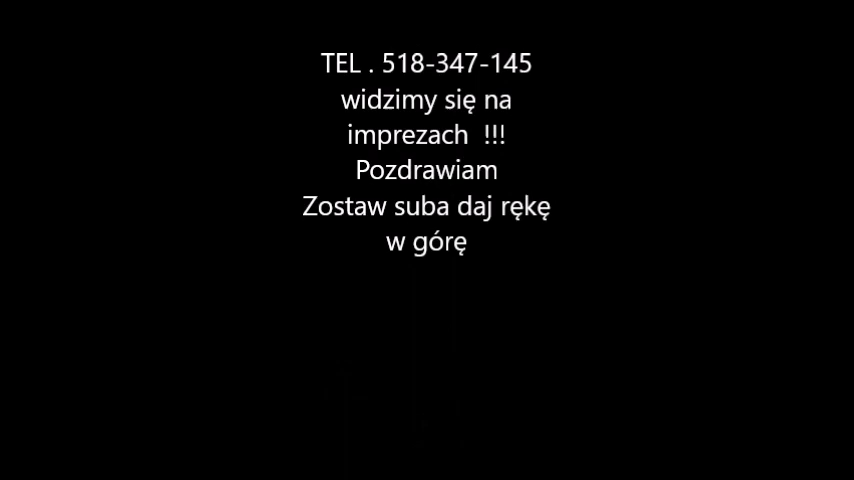 TEL . 518-347-145
widzimy się na
imprezach  !!!
Pozdrawiam
Zostaw suba daj rękę
w górę